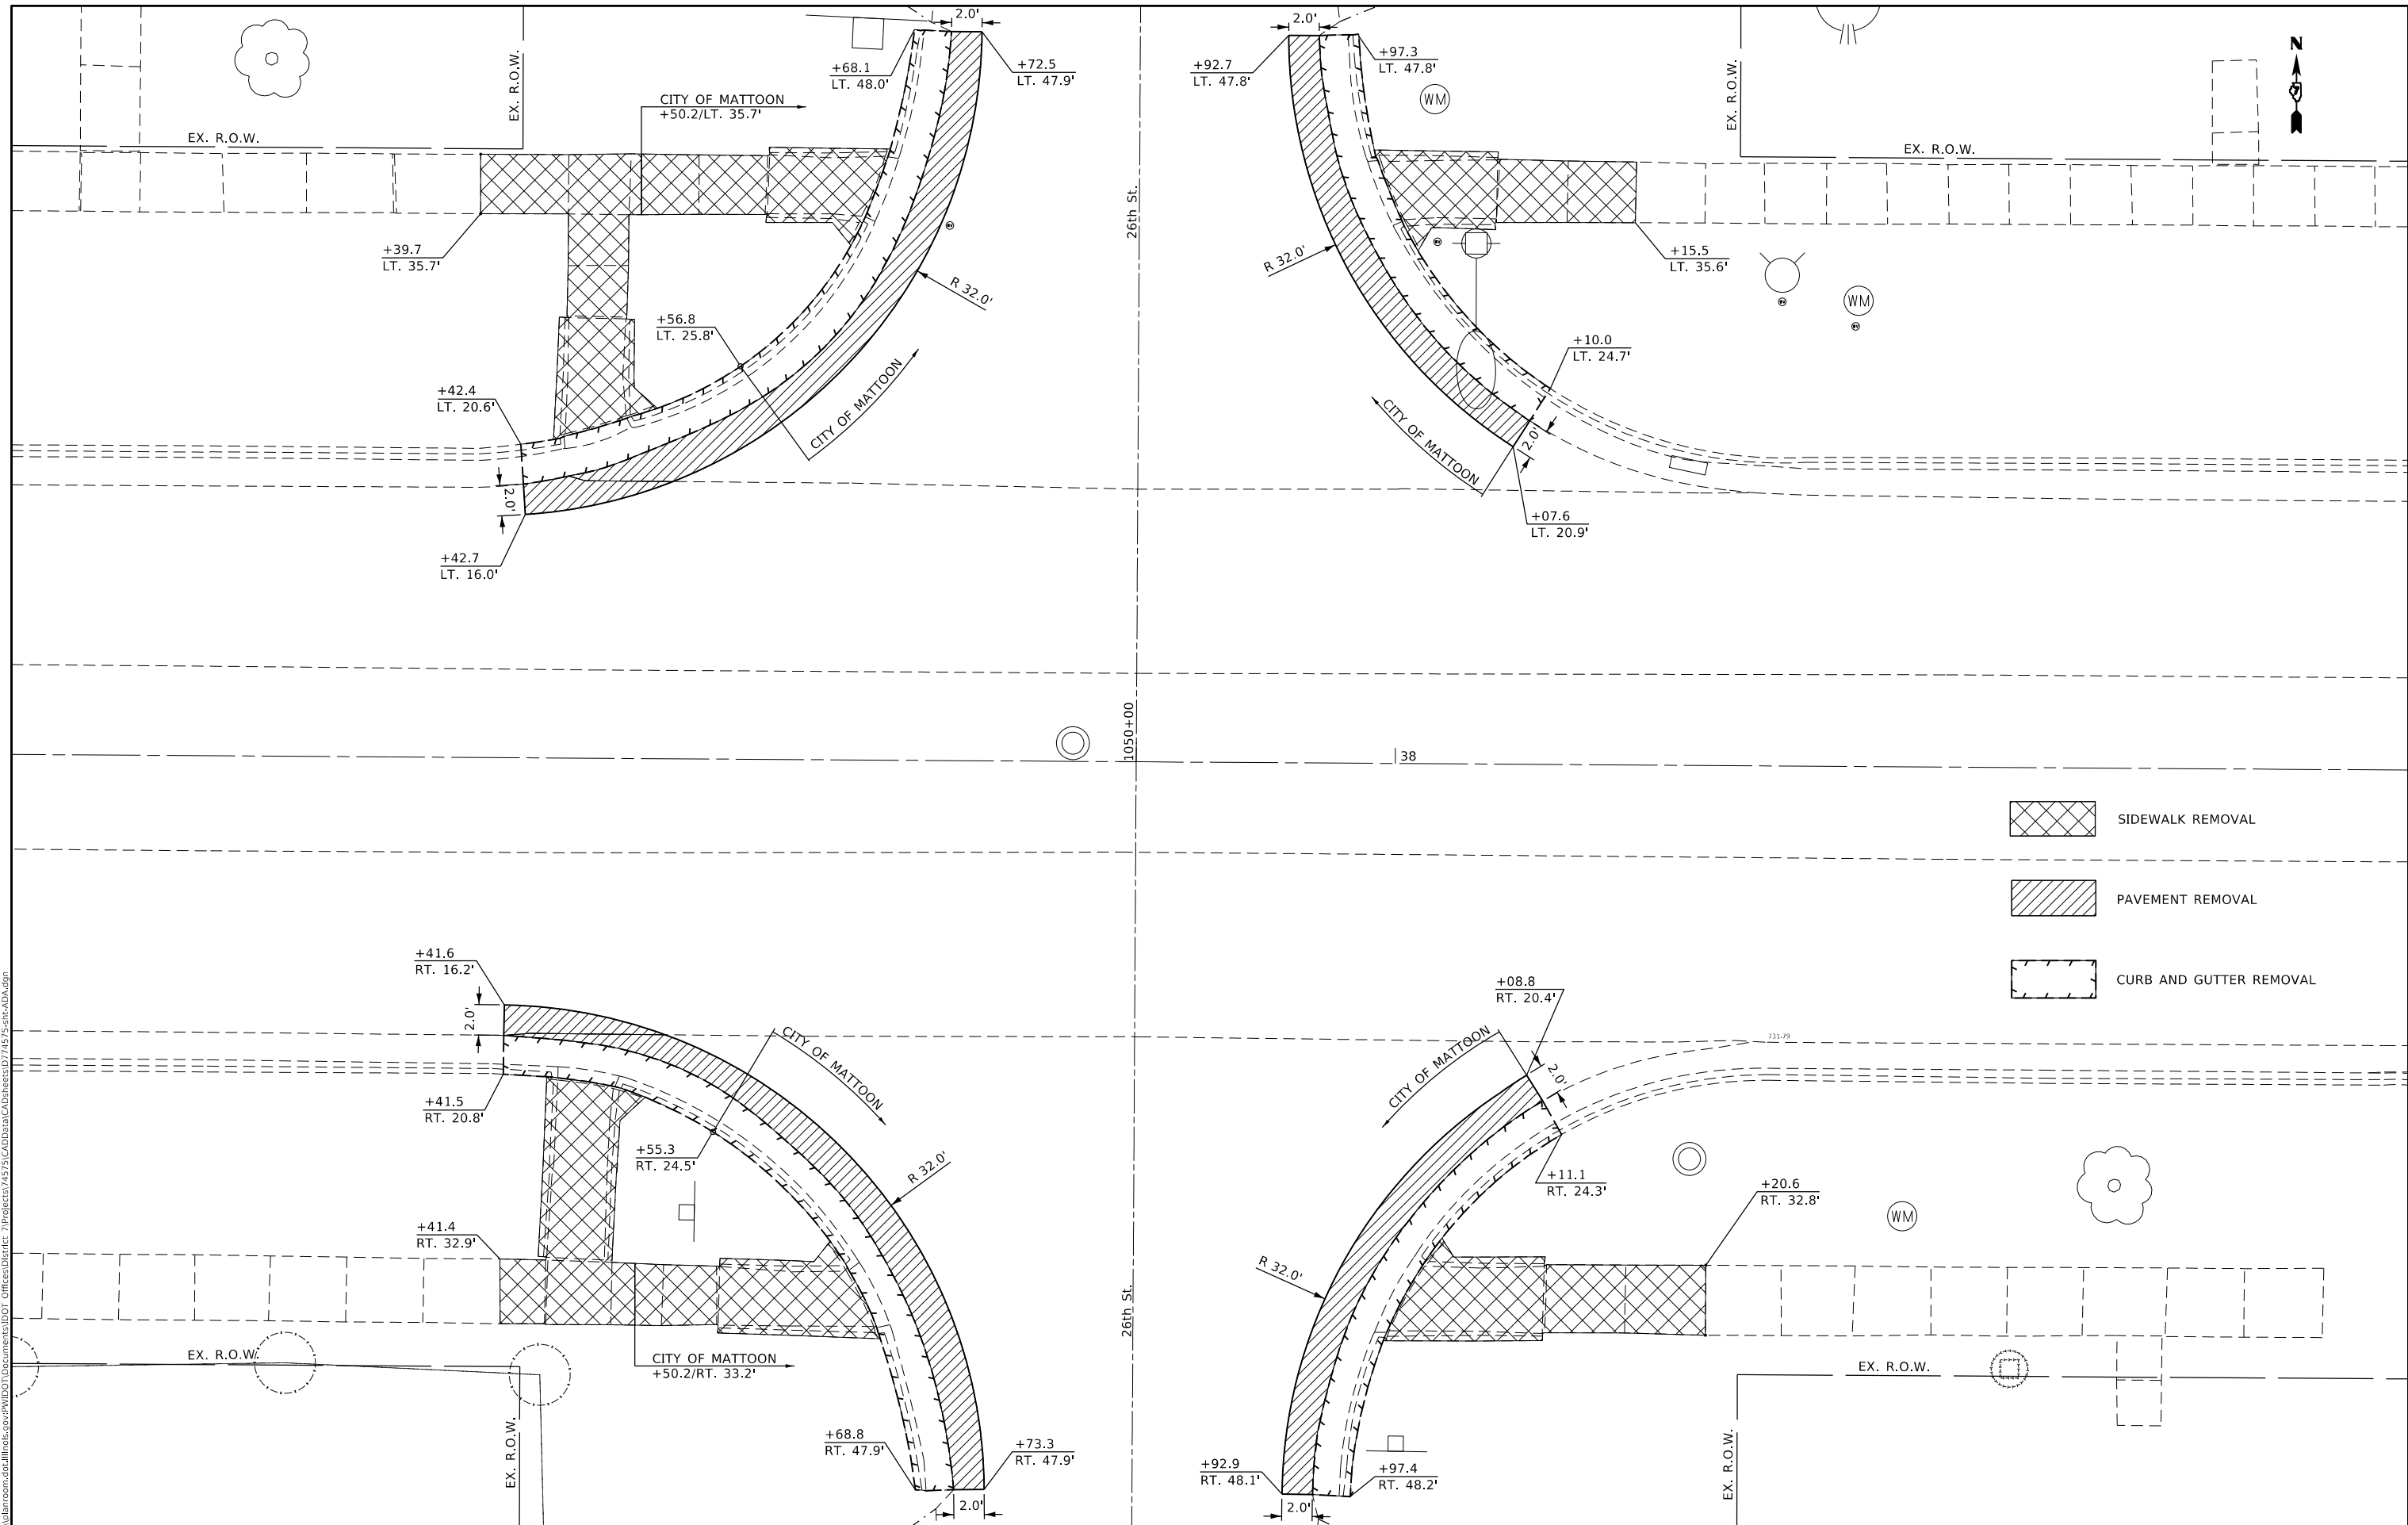 2.0'
2.0'
N
+68.1
LT. 48.0'
+72.5
LT. 47.9'
+92.7
LT. 47.8'
+97.3
LT. 47.8'
EX. R.O.W.
EX. R.O.W.
CITY OF MATTOON
+50.2/LT. 35.7'
WM
EX. R.O.W.
EX. R.O.W.
26th St.
+39.7
LT. 35.7'
R 32.0'
R 32.0'
+15.5
LT. 35.6'
WM
+56.8
LT. 25.8'
+10.0
LT. 24.7'
+42.4
LT. 20.6'
CITY OF MATTOON
CITY OF MATTOON
2.0'
2.0'
+07.6
LT. 20.9'
+42.7
LT. 16.0'
1050+00
38
SIDEWALK REMOVAL
PAVEMENT REMOVAL
CURB AND GUTTER REMOVAL
+41.6
RT. 16.2'
+08.8
RT. 20.4'
2.0'
CITY OF MATTOON
CITY OF MATTOON
731.79
2.0'
+41.5
RT. 20.8'
+55.3
RT. 24.5'
R 32.0'
+11.1
RT. 24.3'
+20.6
RT. 32.8'
WM
+41.4
RT. 32.9'
R 32.0'
26th St.
EX. R.O.W.
CITY OF MATTOON
+50.2/RT. 33.2'
EX. R.O.W.
EX. R.O.W.
EX. R.O.W.
+68.8
RT. 47.9'
+73.3
RT. 47.9'
+92.9
RT. 48.1'
+97.4
RT. 48.2'
2.0'
2.0'